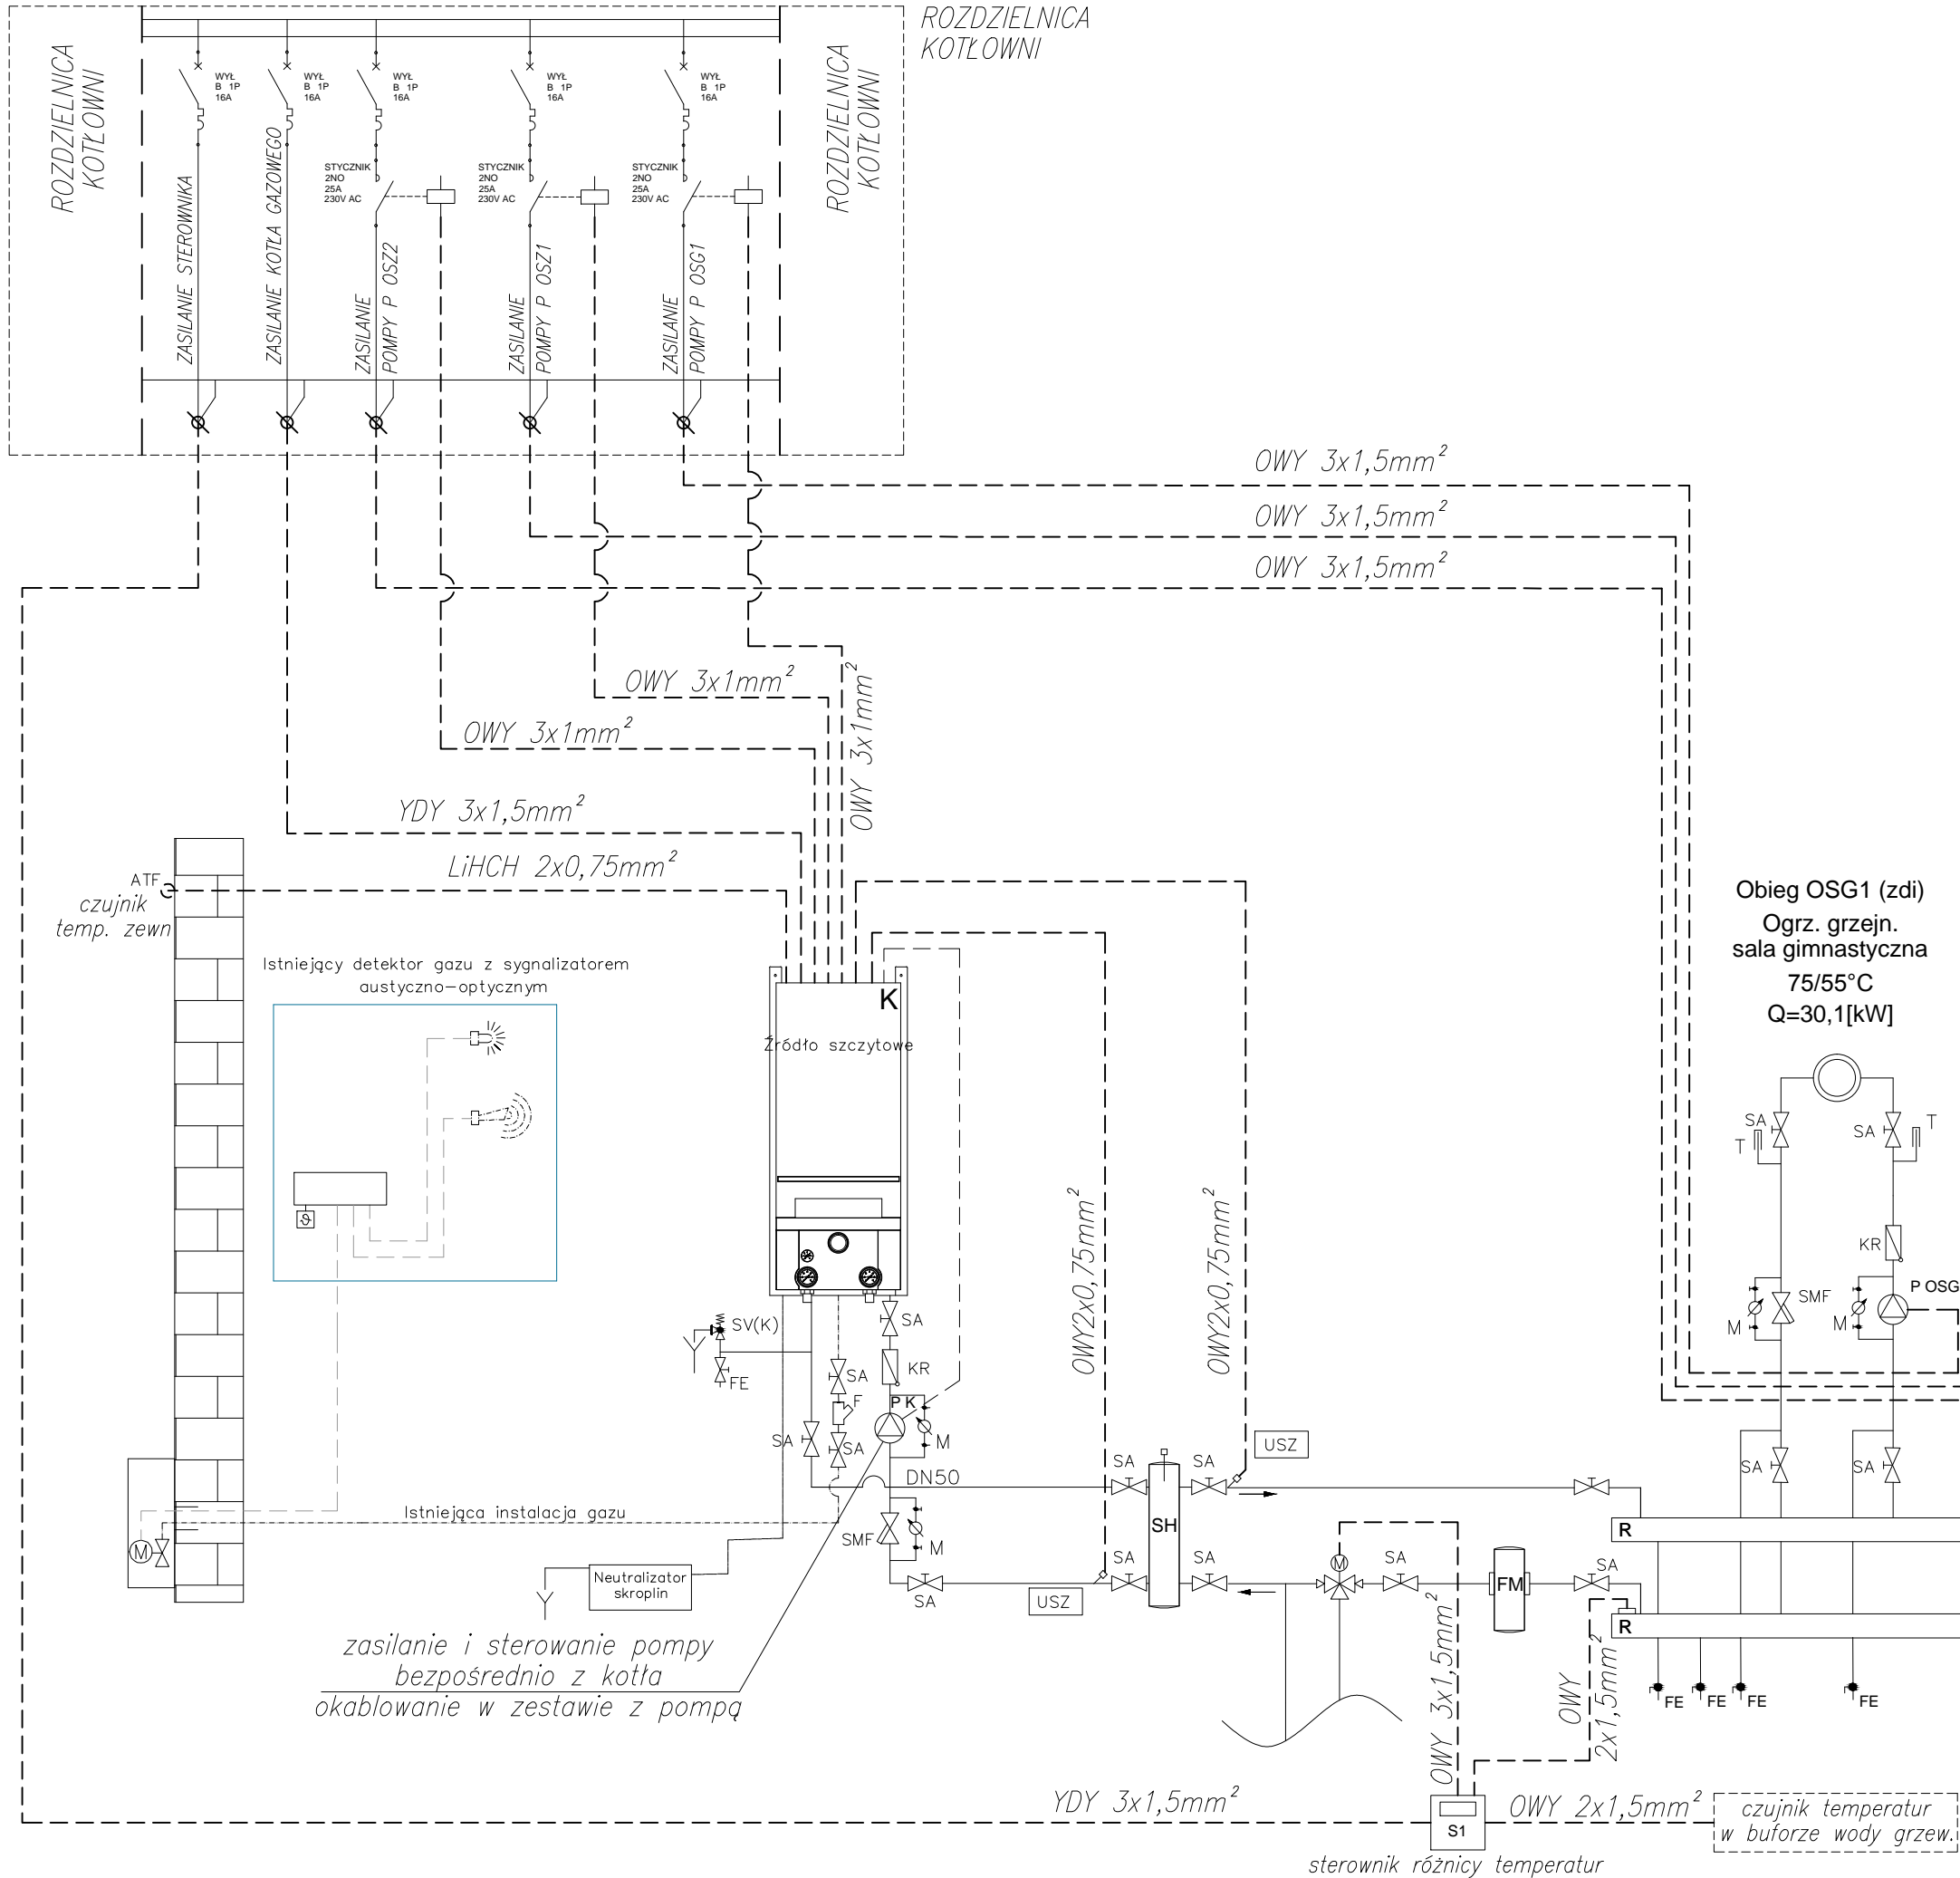 ROZDZIELNICA
KOTŁOWNI
ROZDZIELNICA
KOTŁOWNI
ROZDZIELNICA
KOTŁOWNI
WYŁ
B 1P
16A
WYŁ
B 1P
16A
WYŁ
B 1P
16A
WYŁ
B 1P
16A
WYŁ
B 1P
16A
STYCZNIK
2NO
25A
230V AC
STYCZNIK
2NO
25A
230V AC
STYCZNIK
2NO
25A
230V AC
ZASILANIE STEROWNIKA
ZASILANIE KOTŁA GAZOWEGO
ZASILANIE
POMPY P OSZ2
ZASILANIE
POMPY P OSZ1
ZASILANIE
POMPY P OSG1
OWY 3x1,5mm²
OWY 3x1,5mm²
OWY 3x1,5mm²
OWY 3x1mm²
OWY 3x1mm²
OWY 3x1mm²
YDY 3x1,5mm²
LiHCH 2x0,75mm²
ATF
czujnik
temp. zewn
Istniejący detektor gazu z sygnalizatorem
austyczno-optycznym
ϑ
K
Źródło szczytowe
Obieg OSG1 (zdi)
Ogrz. grzejn.
sala gimnastyczna
75/55°C
Q=30,1[kW]
SA
T
SA
T
KR
SMF
M
M
P OSG
SA
SA
OWY2x0,75mm²
OWY2x0,75mm²
SV(K)
FE
SA
KR
SA
F
P K
SA
SA
M
DN50
SA
SA
USZ
SH
SMF
M
SA
SA
SA
USZ
M
SA
FM
SA
R
R
Istniejąca instalacja gazu
M
Neutralizator
skroplin
zasilanie i sterowanie pompy
bezpośrednio z kotła
okablowanie w zestawie z pompą
OWY 3x1,5mm²
OWY
2x1,5mm²
FE
FE
FE
FE
YDY 3x1,5mm²
S1
OWY 2x1,5mm²
czujnik temperatur
w buforze wody grzew.
sterownik różnicy temperatur